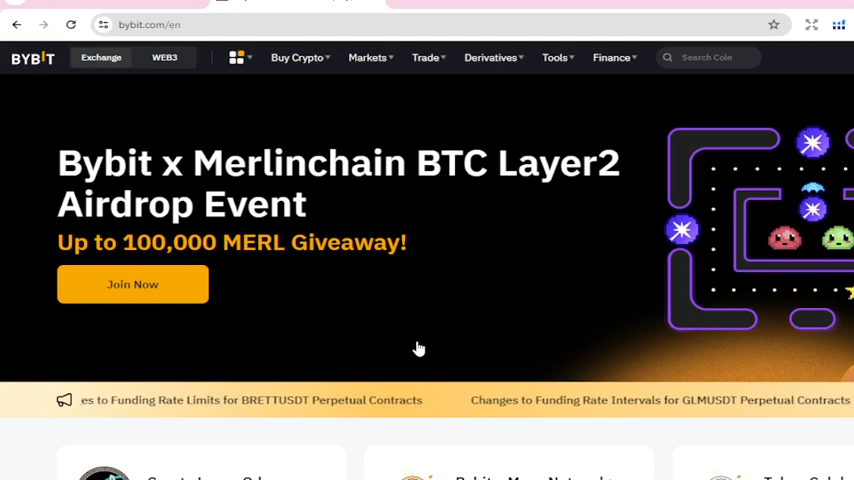 bybit.com/en
BYBIT Exchange WEB3 Buy Crypto Markets Trade Derivatives Tools Finance Search Coin
Bybit x Merlinchain BTC Layer2
Airdrop Event
Up to 100,000 MERL Giveaway!
Join Now
es to Funding Rate Limits for BRETTUSDT Perpetual Contracts Changes to Funding Rate Intervals for GLMUSDT Perpetual Contracts